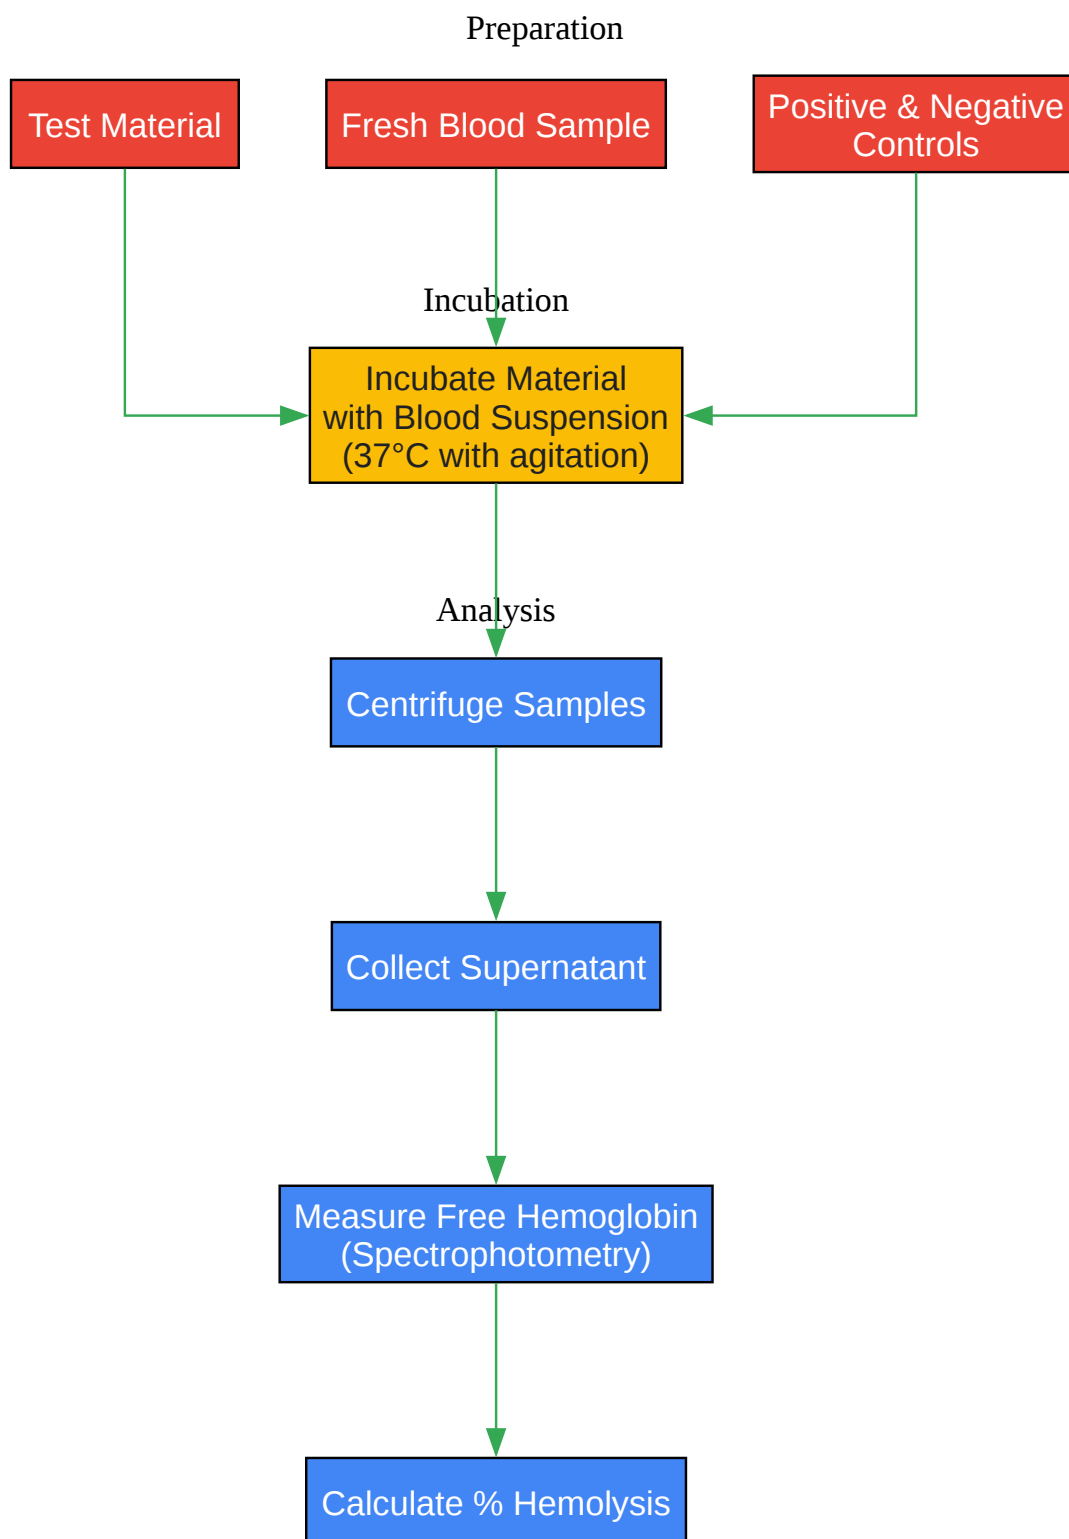 Preparation
Test Material
Fresh Blood Sample
Positive & Negative
Controls
Incubation
Incubate Material
with Blood Suspension
(37°C with agitation)
Analysis
Centrifuge Samples
Collect Supernatant
Measure Free Hemoglobin
(Spectrophotometry)
Calculate % Hemolysis